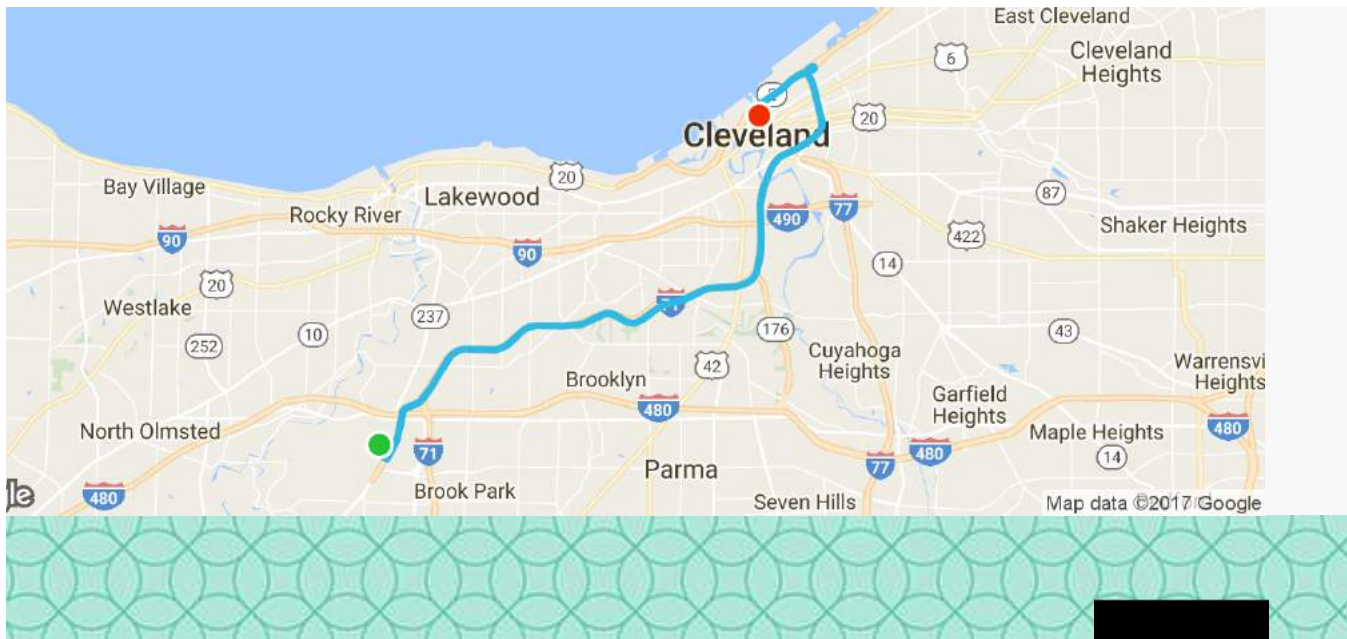 East Cleveland
6
Cleveland
Heights
2
20
Cleveland
20
Bay Village
Lakewood
87
Rocky River
490
77
Shaker Heights
90
90
422
14
20
Westlake
71
237
10
176
43
252
Cuyahoga
Heights
42
Warrensvi
Heights
Brooklyn
480
Garfield
Heights
480
North Olmsted
Maple Heights
71
480
14
77
Parma
480
Brook Park
Seven Hills
Map data ©2017 Google